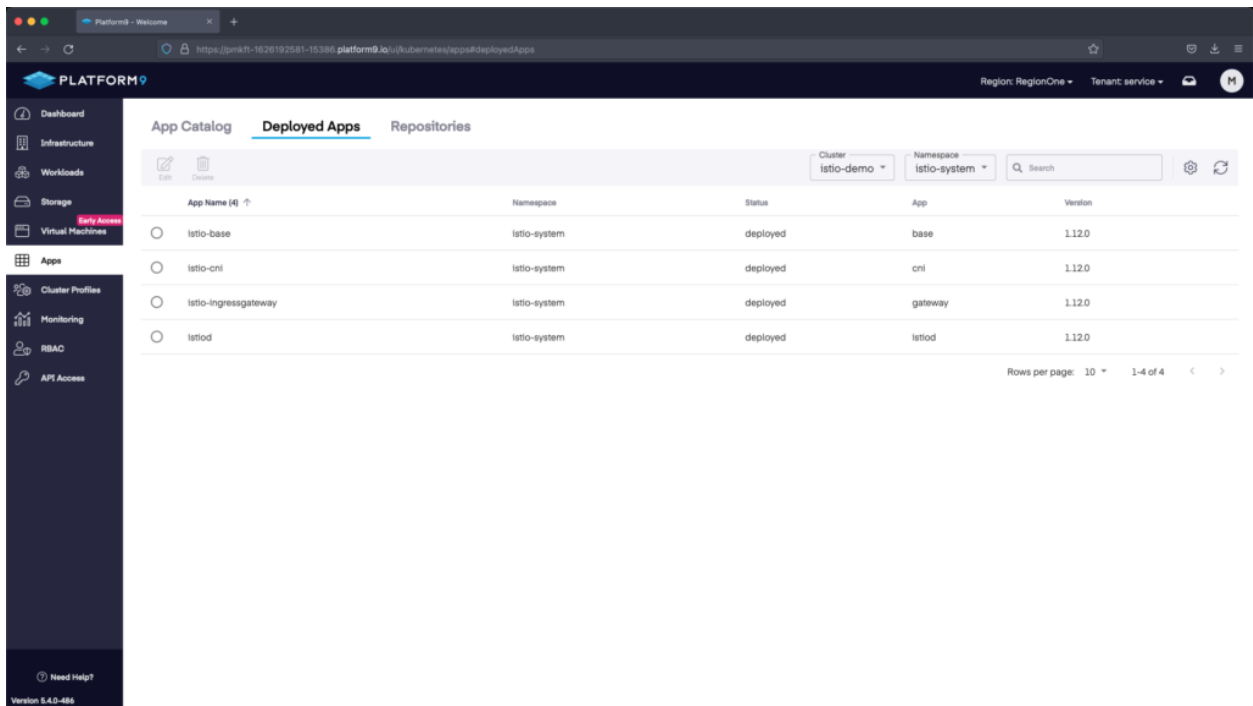 Platform9 - Welcome
https://pmkft-1626192581-15386.platform9.io/ui/kubernetes/apps#deployedApps
PLATFORM9
Region: RegionOne
Tenant: service
M
Dashboard
Infrastructure
Workloads
Storage
Early Access
Virtual Machines
Apps
Cluster Profiles
Monitoring
RBAC
API Access
Need Help?
Version 5.4.0-486
App Catalog Deployed Apps Repositories
Edit Delete
Cluster
istio-demo
Namespace
istio-system
Search
App Name (4) Namespace Status App Version
istio-base istio-system deployed base 1.12.0
istio-cni istio-system deployed cni 1.12.0
istio-ingressgateway istio-system deployed gateway 1.12.0
istiod istio-system deployed istiod 1.12.0
Rows per page: 10 1-4 of 4